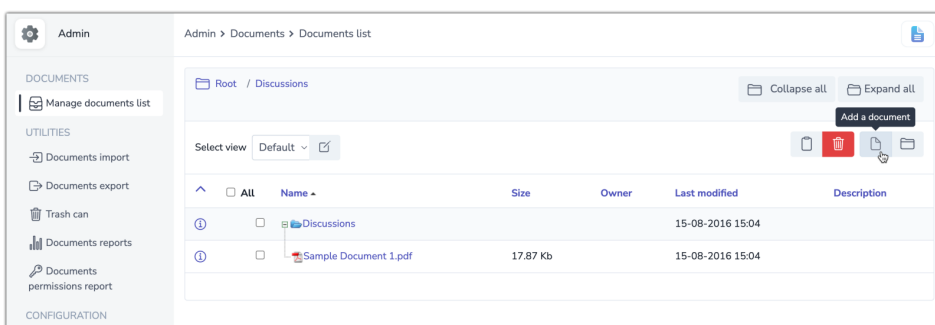 Admin
Admin > Documents > Documents list
DOCUMENTS
Manage documents list
UTILITIES
Documents import
Documents export
Trash can
Documents reports
Documents
permissions report
CONFIGURATION
Root / Discussions
Collapse all
Expand all
Add a document
Select view Default
All Name Size Owner Last modified Description
Discussions 15-08-2016 15:04
Sample Document 1.pdf 17.87 Kb 15-08-2016 15:04